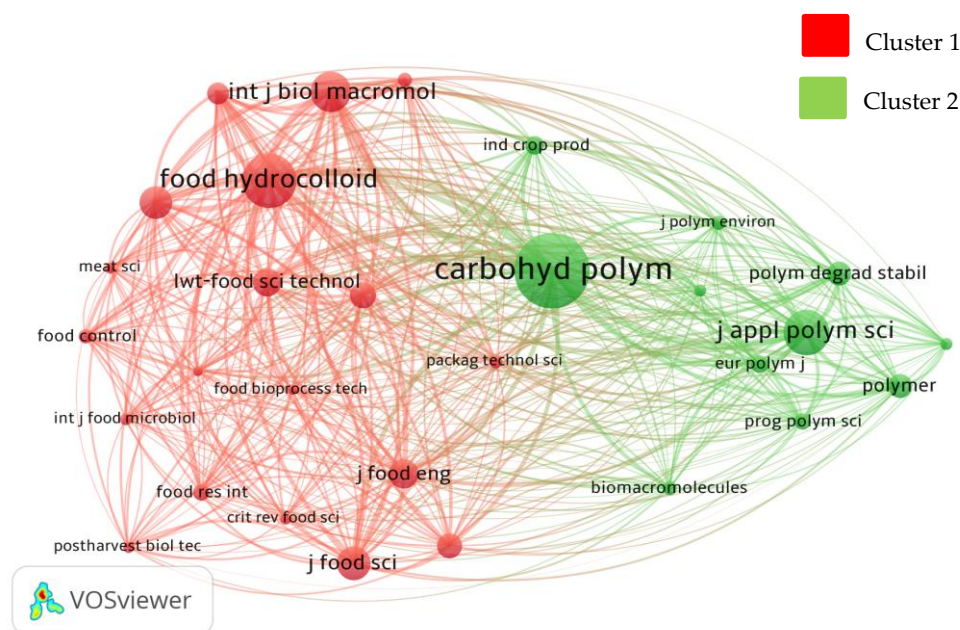 Cluster 1
Cluster 2
int j biol macromol
ind crop prod
food hydrocolloid
j polym environ
meat sci
lwt-food sci technol
carbohyd polym
polym degrad stabil
food control
j appl polym sci
packag technol sci
eur polym j
food bioprocess tech
polymer
int j food microbiol
prog polym sci
j food eng
food res int
biomacromolecules
crit rev food sci
postharvest biol tec
j food sci
VOSviewer